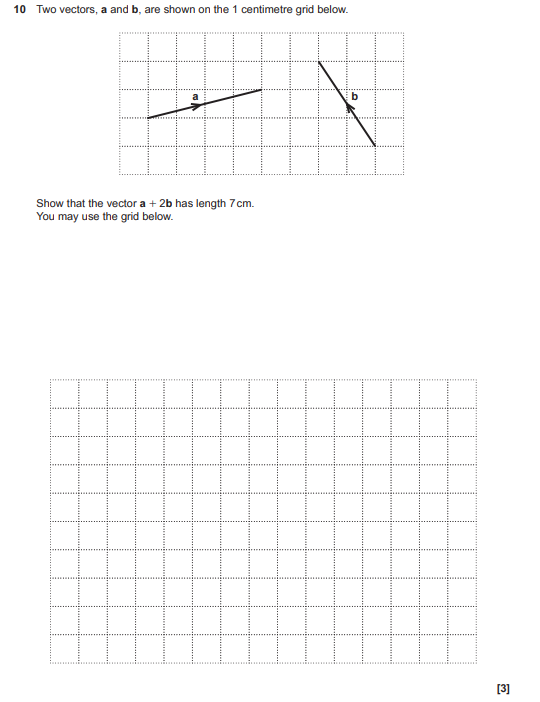 10 Two vectors, a and b, are shown on the 1 centimetre grid below.
a
b
Show that the vector a + 2b has length 7 cm.
You may use the grid below.
[3]